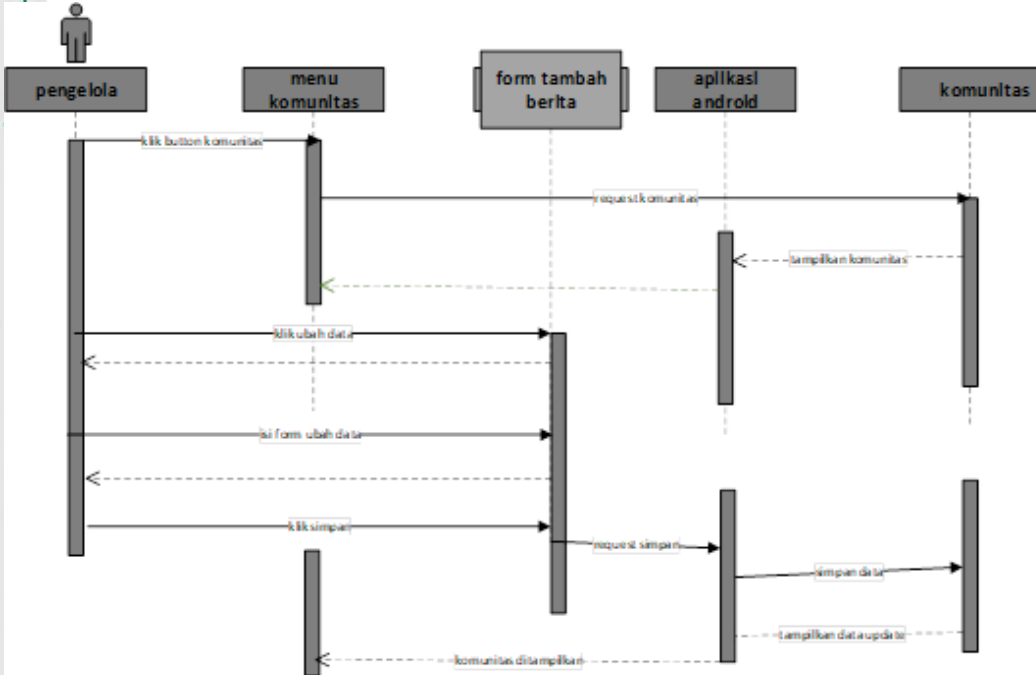 pengelola
menu
komunitas
form tambah
berita
aplikasi
android
komunitas
klik button komunitas
request komunitas
tampilkan komunitas
klik ubah data
isi form ubah data
klik simpan
request simpan
simpan data
tampilkan data update
komunitas ditampilkan